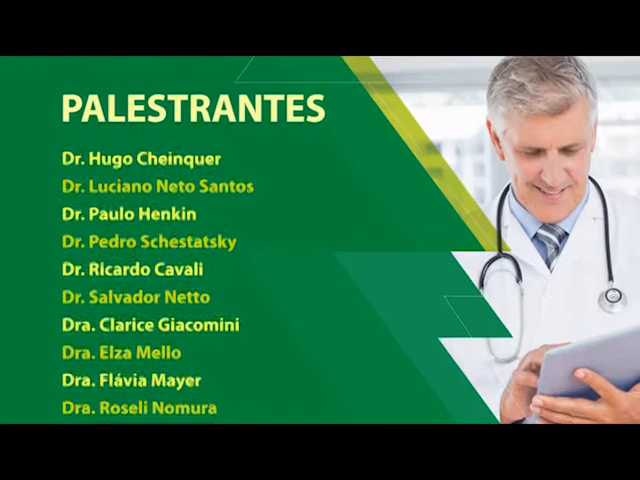 PALESTRANTES
Dr. Hugo Cheinquer
Dr. Luciano Neto Santos
Dr. Paulo Henkin
Dr. Pedro Schestatsky
Dr. Ricardo Cavali
Dr. Salvador Netto
Dra. Clarice Giacomini
Dra. Elza Mello
Dra. Flávia Mayer
Dra. Roseli Nomura